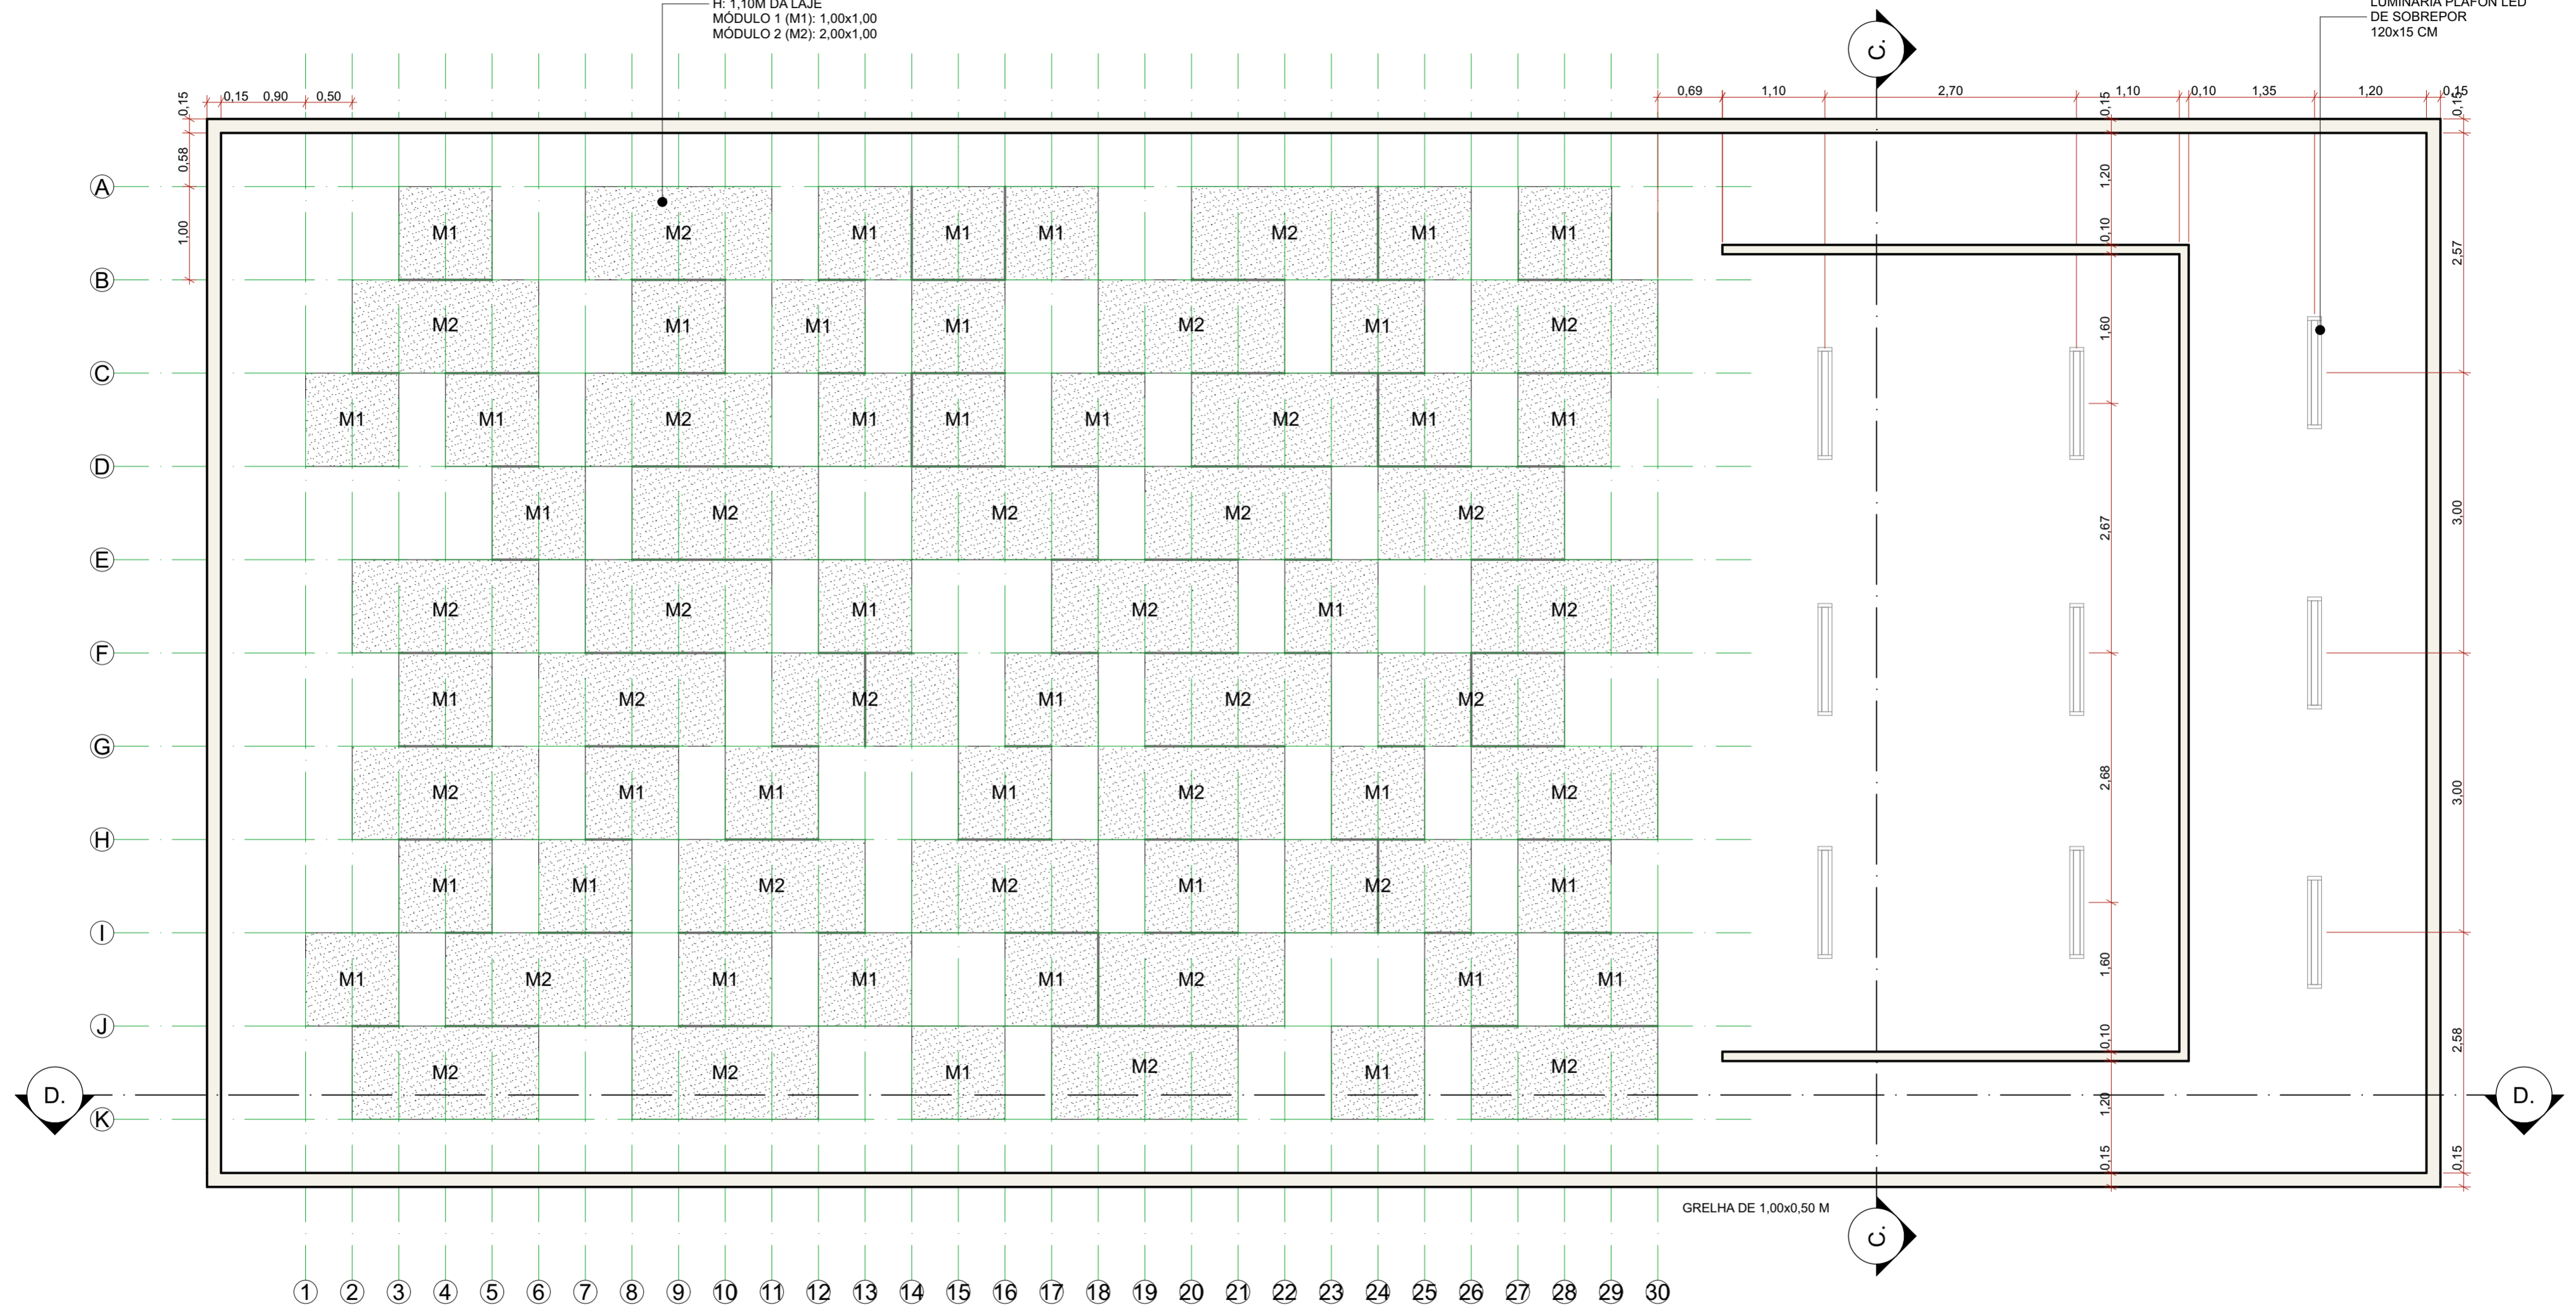 H: 1,10M DA LAJE
MÓDULO 1 (M1): 1,00x1,00
MÓDULO 2 (M2): 2,00x1,00
LUMINÁRIA PLAFON LED
DE SOBREPOR
120x15 CM
C.
0,15 0,15 0,90 0,50 0,69 1,10 2,70 1,10 0,10 1,35 1,20 0,15
0,15 0,15
0,58
A
1,20
M1 M2 M1 M1 M1 M2 M1 M1
1,00
0,10
2,57
B
M2 M1 M1 M1 M2 M1 M2
1,60
C
M1 M1 M2 M1 M1 M1 M2 M1 M1
D
M1 M2 M2 M2 M2
2,67
3,00
E
M2 M2 M1 M2 M1 M2
F
M1 M2 M2 M1 M2 M2
G
M2 M1 M1 M1 M2 M1 M2
2,68
3,00
H
M1 M1 M2 M2 M1 M2 M1
I
M1 M2 M1 M1 M1 M2 M1 M1
1,60
J
0,10
2,58
M2 M2 M1 M2 M1 M2
D. D.
K
1,20
0,15 0,15
GRELHA DE 1,00x0,50 M
C.
1 2 3 4 5 6 7 8 9 10 11 12 13 14 15 16 17 18 19 20 21 22 23 24 25 26 27 28 29 30